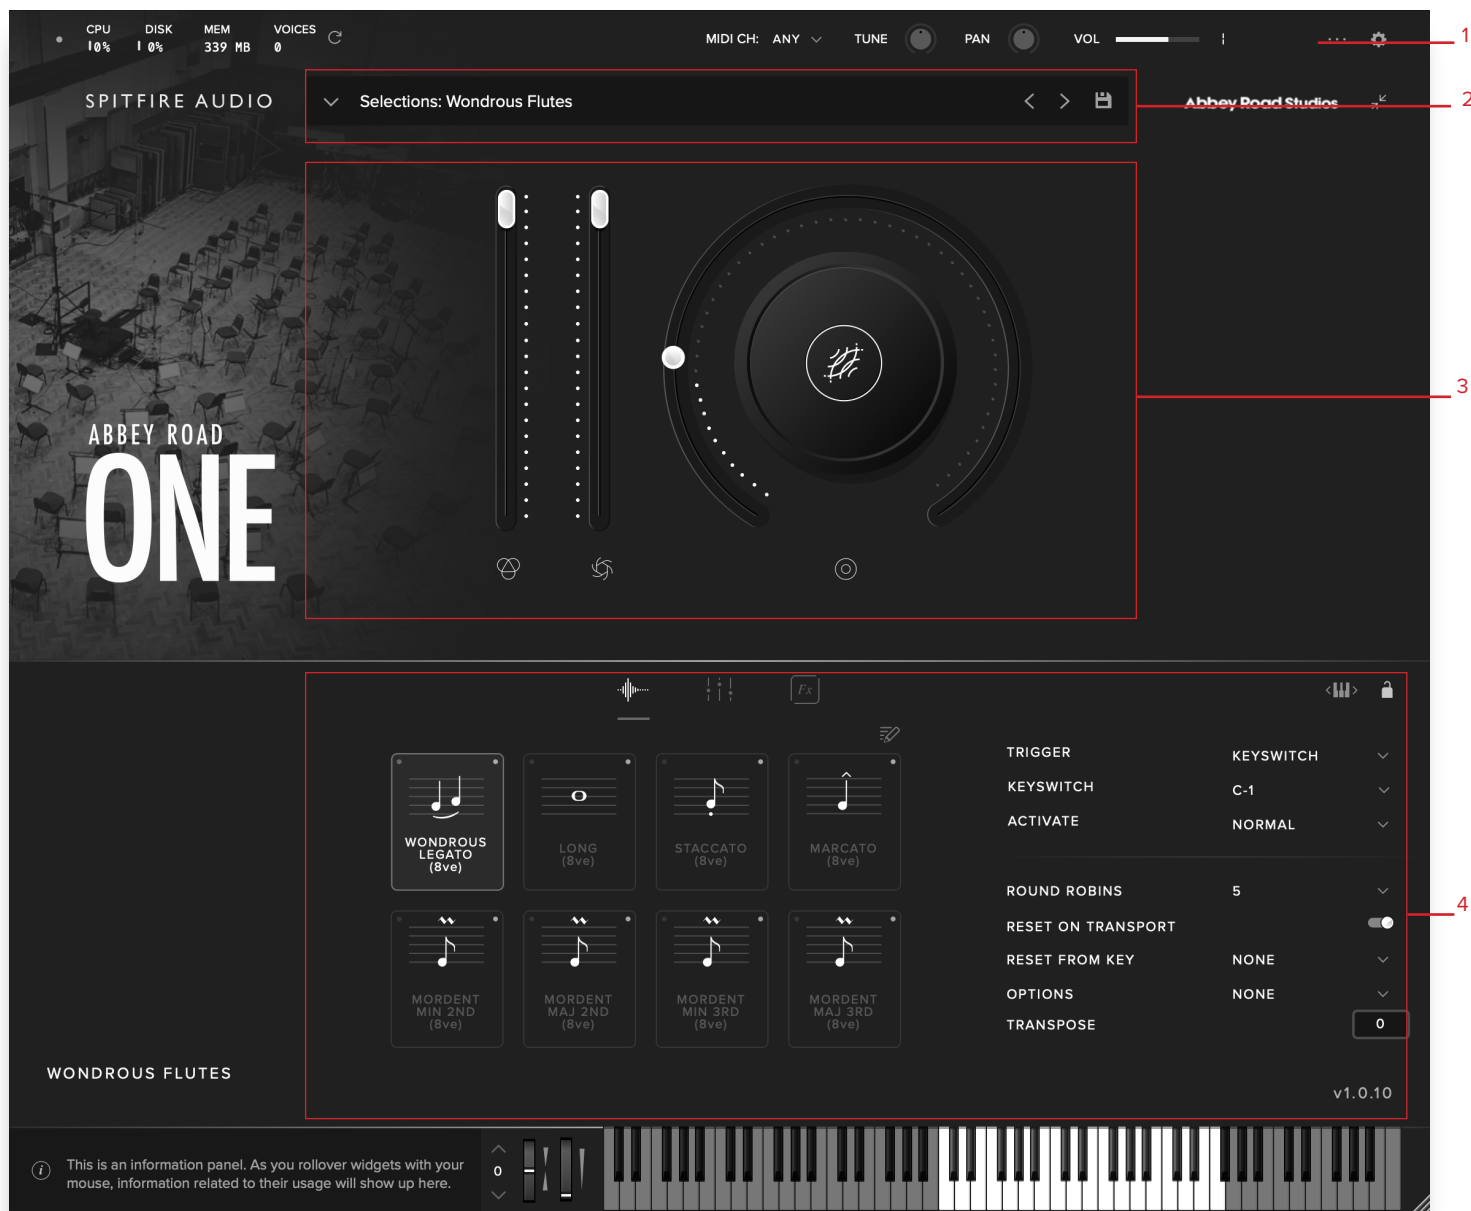 CPU DISK MEM VOICES
0% 0% 339 MB 0
MIDI CH: ANY TUNE PAN VOL
1
SPITFIRE AUDIO
Selections: Wondrous Flutes
Abbey Road Studios
2
3
ABBEY ROAD
ONE
Fx
WONDROUS
LEGATO
(8ve)
LONG
(8ve)
STACCATO
(8ve)
MARCATO
(8ve)
MORDENT
MIN 2ND
(8ve)
MORDENT
MAJ 2ND
(8ve)
MORDENT
MIN 3RD
(8ve)
MORDENT
MAJ 3RD
(8ve)
TRIGGER KEYSWITCH
KEYSWITCH C-1
ACTIVATE NORMAL
ROUND ROBINS 5
4
RESET ON TRANSPORT
RESET FROM KEY NONE
OPTIONS NONE
TRANSPOSE 0
WONDROUS FLUTES
v1.0.10
i
This is an information panel. As you rollover widgets with your
mouse, information related to their usage will show up here.
0